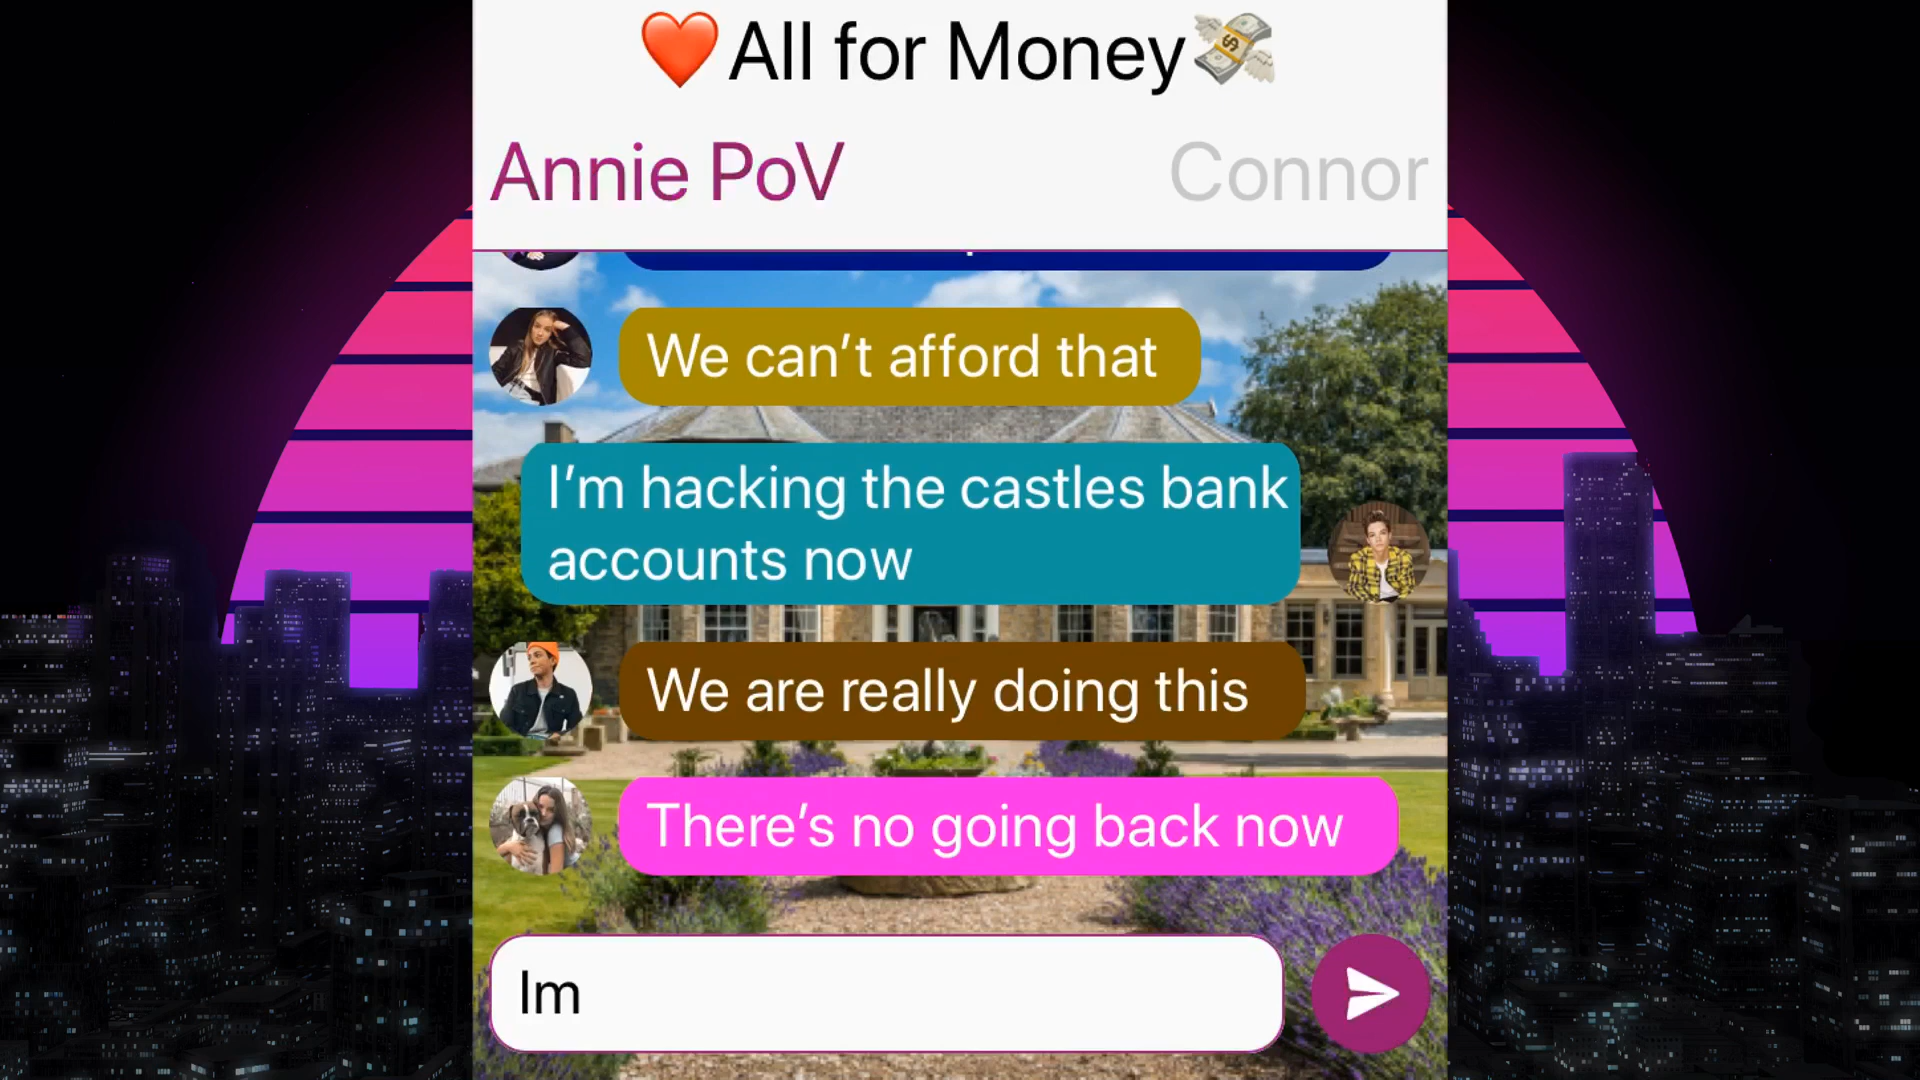 ❤️All for Money💸
Annie PoV
Connor
We can’t afford that
I’m hacking the castles bank
accounts now
We are really doing this
There’s no going back now
Im